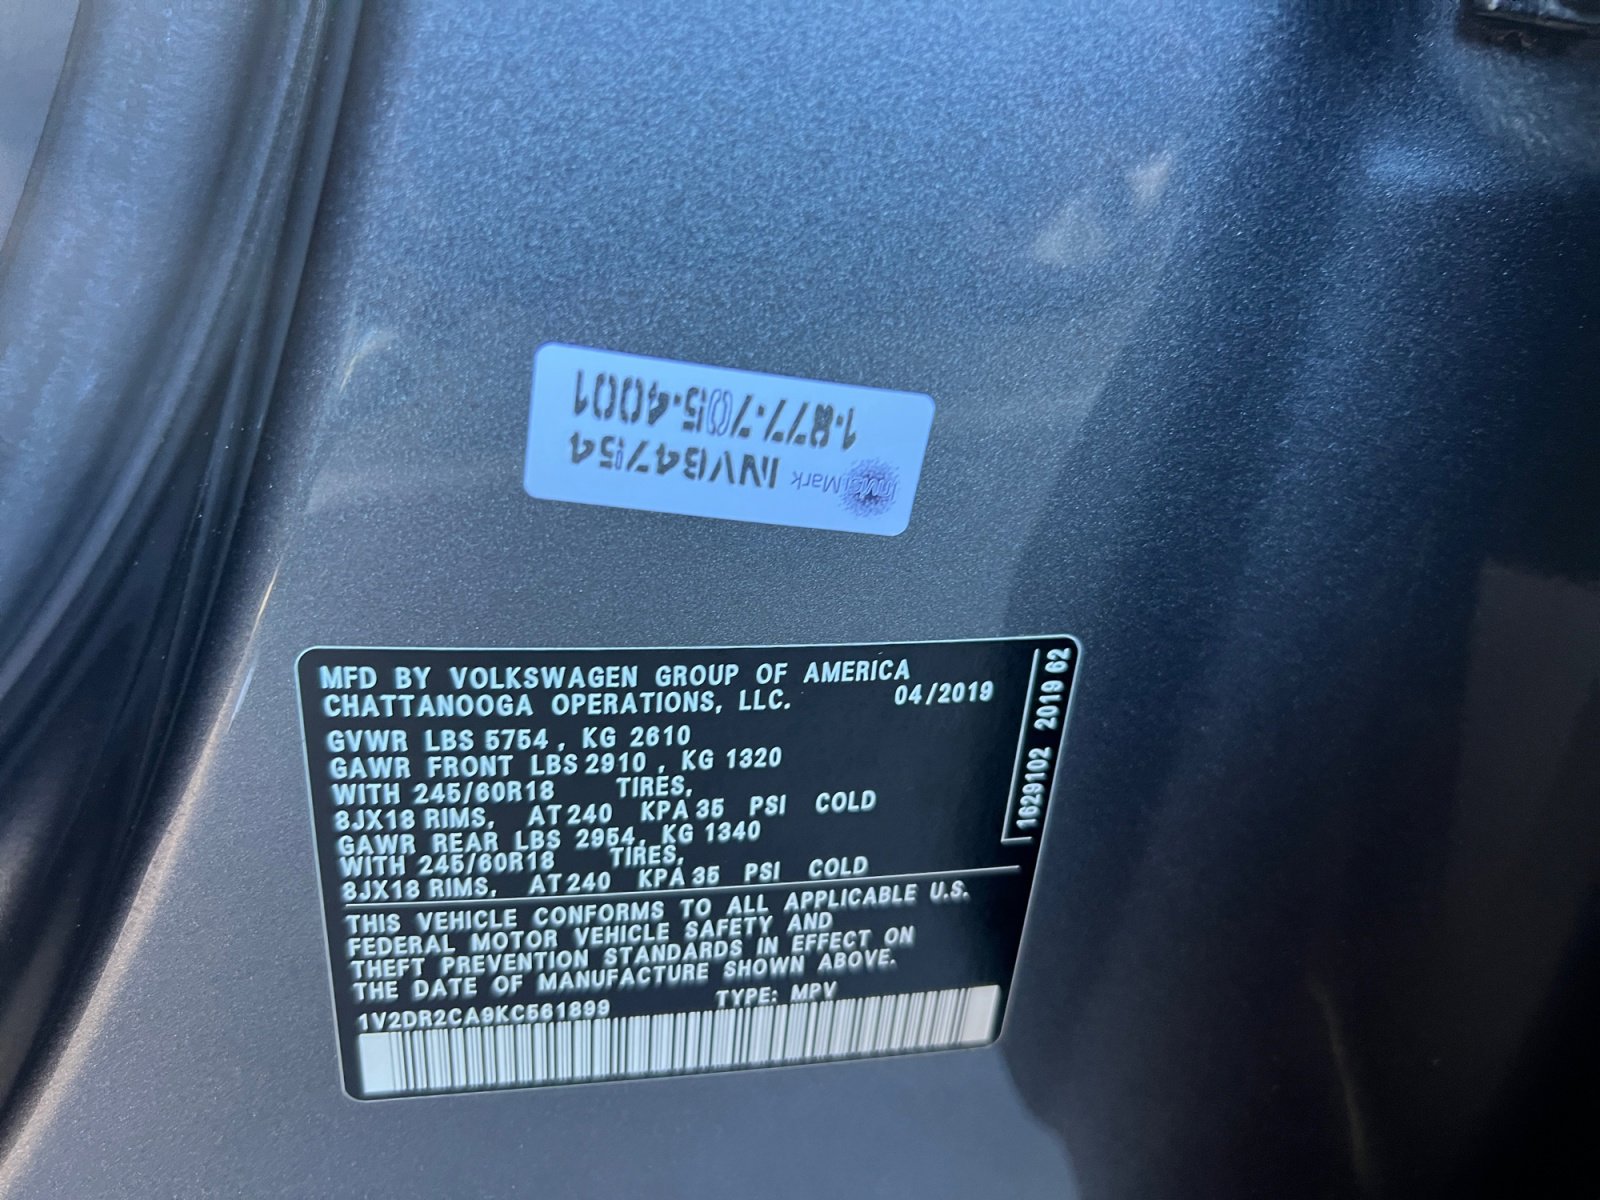 InvisiMark INVB4754
1-877-705-4001
MFD BY VOLKSWAGEN GROUP OF AMERICA
CHATTANOOGA OPERATIONS, LLC. 04/2019
GVWR LBS 5754, KG 2610
GAWR FRONT LBS 2910, KG 1320
WITH 245/60R18 TIRES,
8JX18 RIMS, AT 240 KPA 35 PSI COLD
GAWR REAR LBS 2954, KG 1340
WITH 245/60R18 TIRES,
8JX18 RIMS, AT 240 KPA 35 PSI COLD
THIS VEHICLE CONFORMS TO ALL APPLICABLE U.S.
FEDERAL MOTOR VEHICLE SAFETY AND
THEFT PREVENTION STANDARDS IN EFFECT ON
THE DATE OF MANUFACTURE SHOWN ABOVE.
1V2DR2CA9KC561899 TYPE: MPV
1629102 2019 62